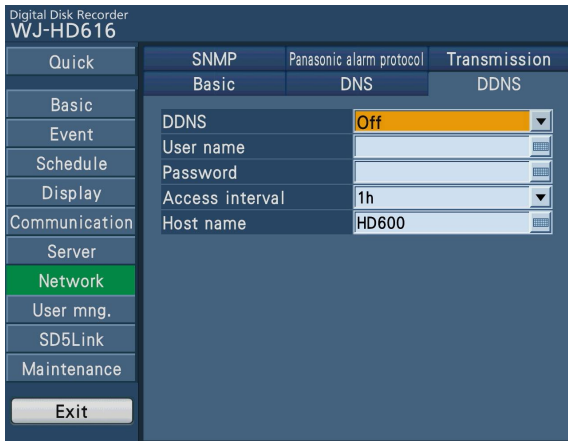 Digital Disk Recorder
WJ-HD616
Quick
Basic
Event
Schedule
Display
Communication
Server
Network
User mng.
SD5Link
Maintenance
Exit
SNMP Panasonic alarm protocol Transmission
Basic DNS DDNS
DDNS Off
User name
Password
Access interval 1h
Host name HD600